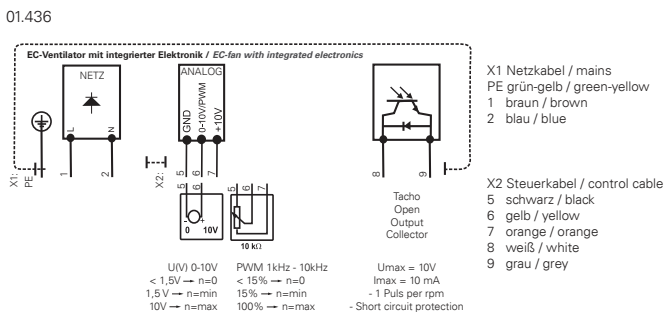 01.436
EC-Ventilator mit integrierter Elektronik / EC-fan with integrated electronics
NETZ
ANALOG
L
N
GND
0-10V/PWM
+10V
X1:
PE
1
2
X2:
5
6
7
8
9
5
6
5
6
7
- +
0 10V
10 kΩ
Tacho
Open
Output
Collector
U(V) 0-10V
< 1,5V → n=0
1,5 V → n=min
10V → n=max
PWM 1kHz - 10kHz
< 15% → n=0
15% → n=min
100% → n=max
Umax = 10V
Imax = 10 mA
- 1 Puls per rpm
- Short circuit protection
X1 Netzkabel / mains
PE grün-gelb / green-yellow
1 braun / brown
2 blau / blue
X2 Steuerkabel / control cable
5 schwarz / black
6 gelb / yellow
7 orange / orange
8 weiß / white
9 grau / grey